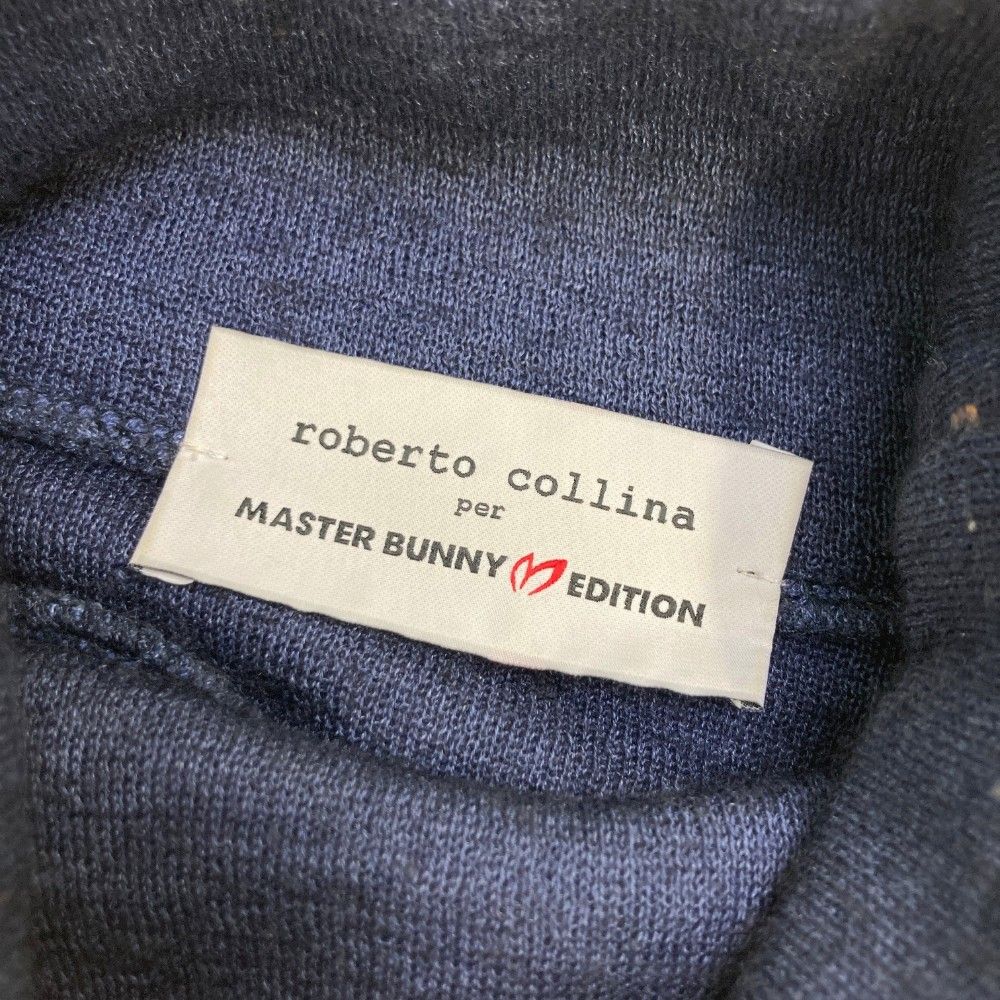 roberto collina
per
MASTER BUNNY EDITION